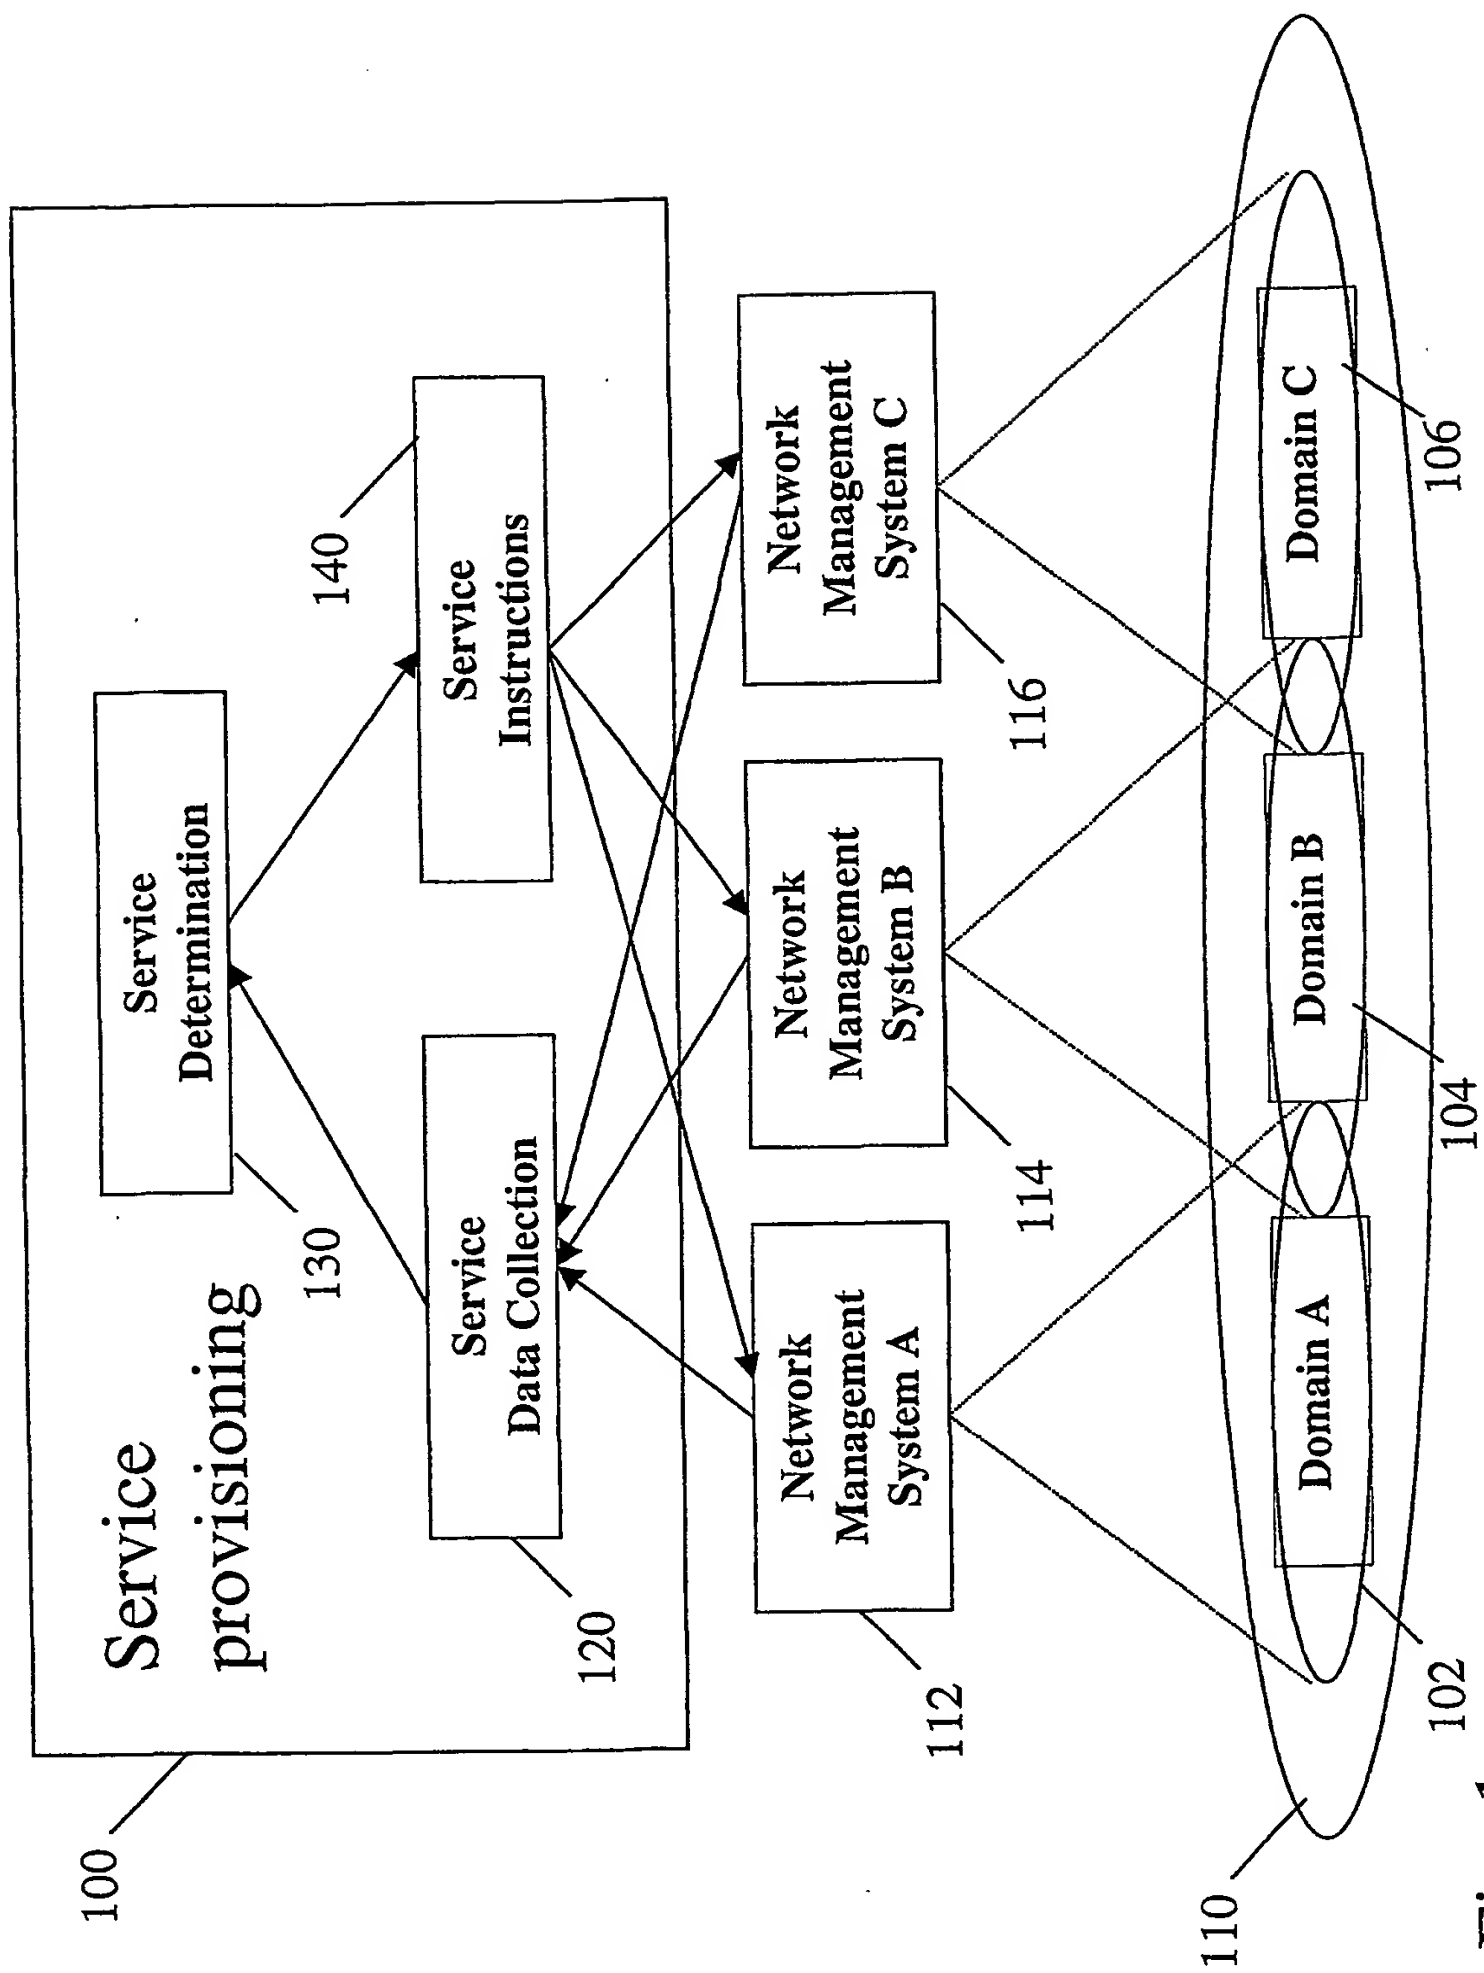 100
Service
provisioning
130
Service
Determination
140
120
Service
Data Collection
Service
Instructions
112
Network
Management
System A
114
Network
Management
System B
116
Network
Management
System C
110
102
Domain A
104
Domain B
106
Domain C